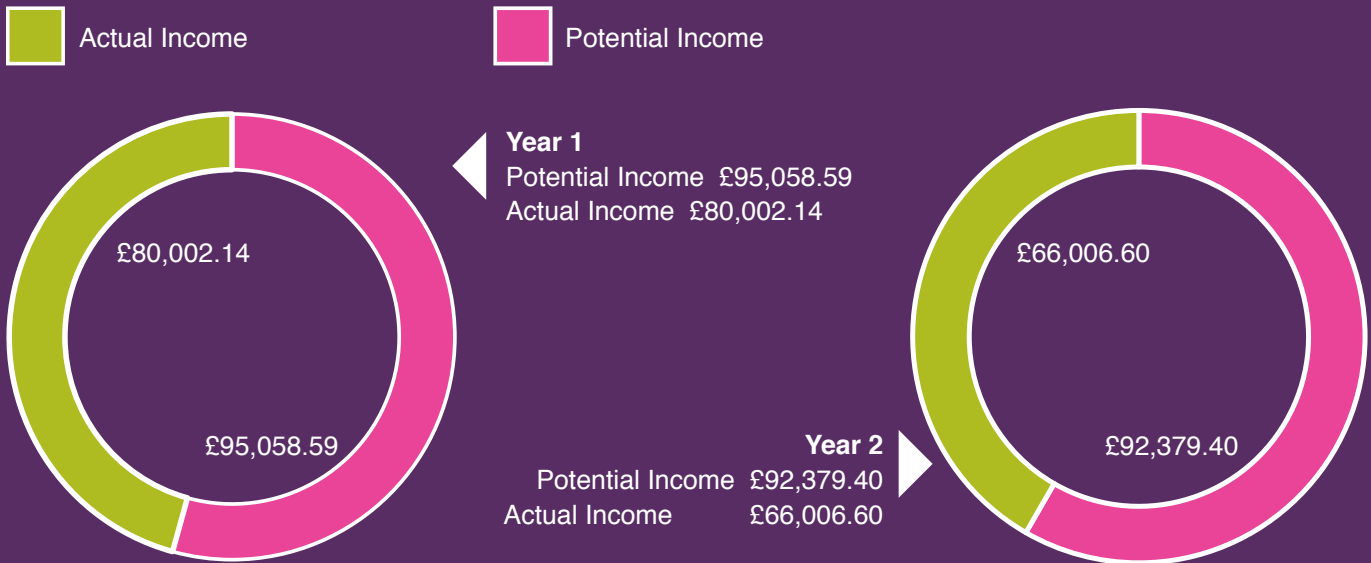 Actual Income
Potential Income
Year 1
Potential Income £95,058.59
Actual Income £80,002.14
£80,002.14
£95,058.59
£66,006.60
£92,379.40
Year 2
Potential Income £92,379.40
Actual Income £66,006.60